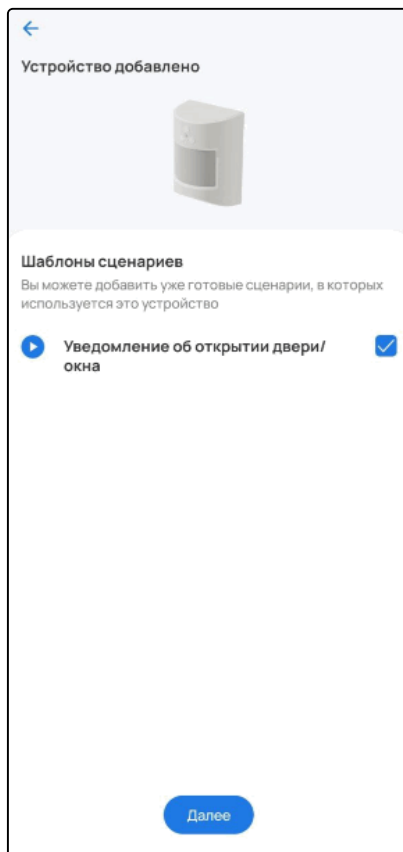 Устройство добавлено
Шаблоны сценариев
Вы можете добавить уже готовые сценарии, в которых
используется это устройство
Уведомление об открытии двери/
окна
Далее